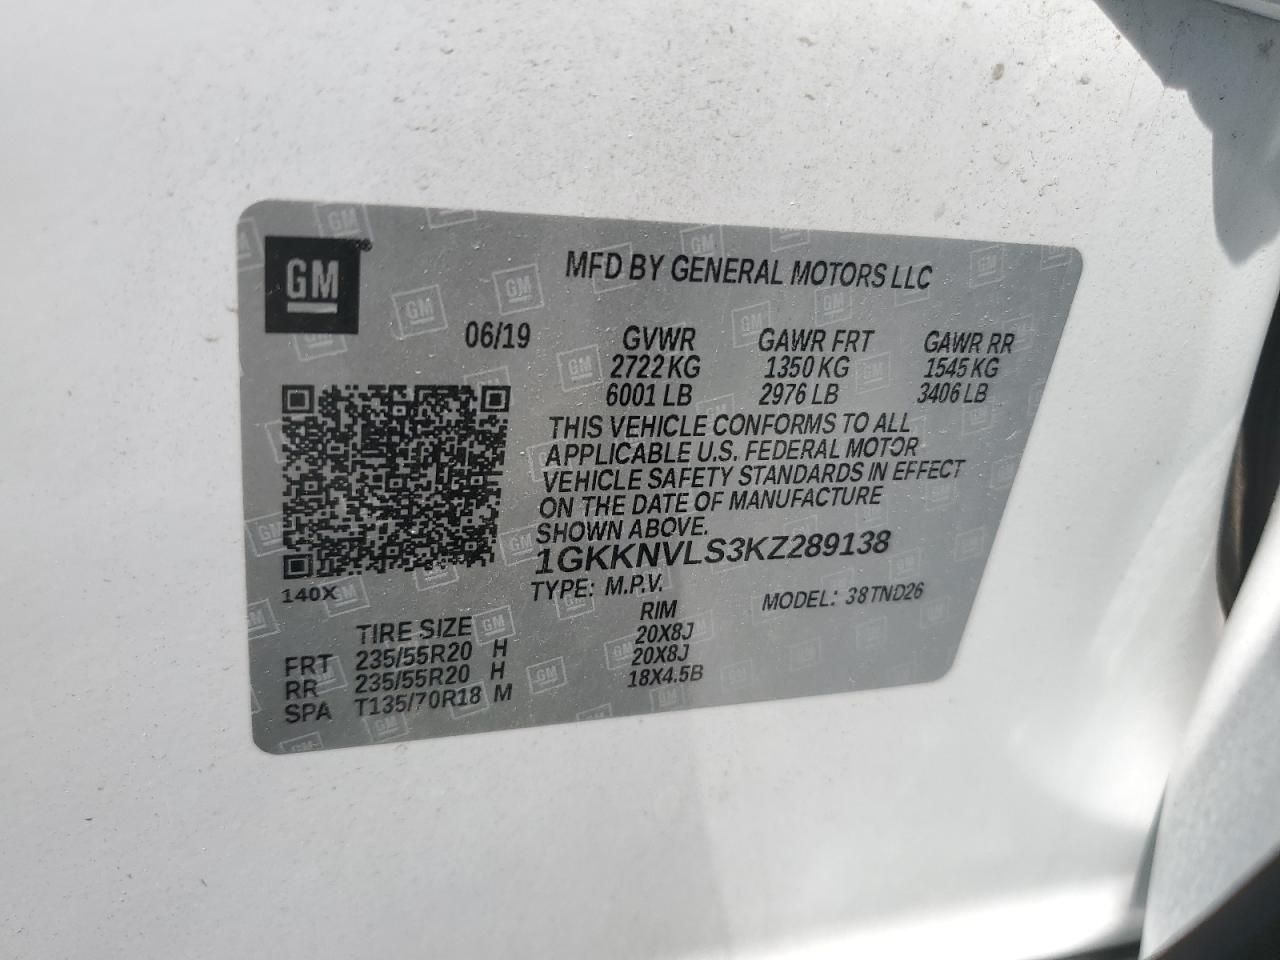 GM®
MFD BY GENERAL MOTORS LLC
06/19 GVWR GAWR FRT GAWR RR
2722 KG 1350 KG 1545 KG
6001 LB 2976 LB 3406 LB
THIS VEHICLE CONFORMS TO ALL
APPLICABLE U.S. FEDERAL MOTOR
VEHICLE SAFETY STANDARDS IN EFFECT
ON THE DATE OF MANUFACTURE
SHOWN ABOVE.
1GKKNVLS3KZ289138
140X
TYPE: M.P.V. MODEL: 38TND26
TIRE SIZE RIM
FRT 235/55R20 H 20X8J
RR 235/55R20 H 20X8J
SPA T135/70R18 M 18X4.5B